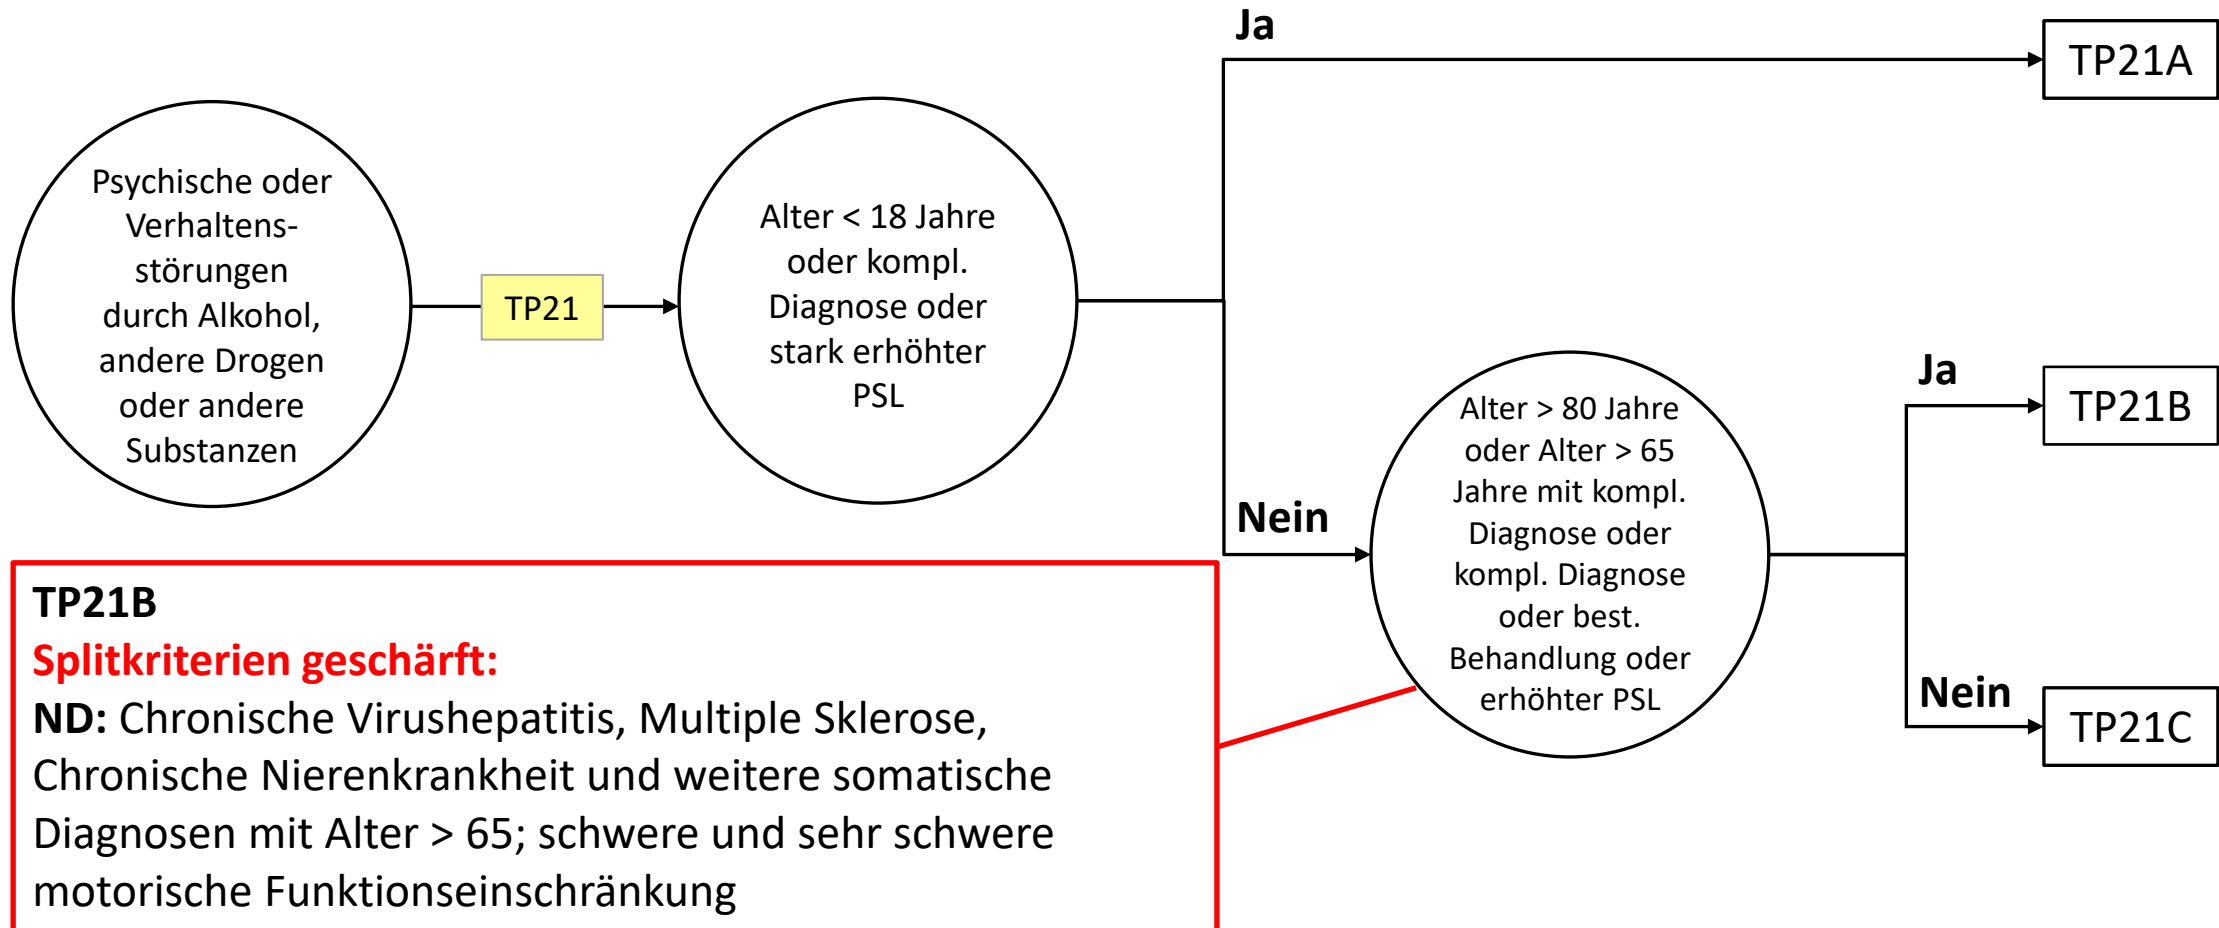 Psychische oder
Verhaltens-
störungen
durch Alkohol,
andere Drogen
oder andere
Substanzen
TP21
Alter < 18 Jahre
oder kompl.
Diagnose oder
stark erhöhter
PSL
Ja
TP21A
Nein
Alter > 80 Jahre
oder Alter > 65
Jahre mit kompl.
Diagnose oder
kompl. Diagnose
oder best.
Behandlung oder
erhöhter PSL
Ja
TP21B
Nein
TP21C
TP21B
Splitkriterien geschärft:
ND: Chronische Virushepatitis, Multiple Sklerose,
Chronische Nierenkrankheit und weitere somatische
Diagnosen mit Alter > 65; schwere und sehr schwere
motorische Funktionseinschränkung